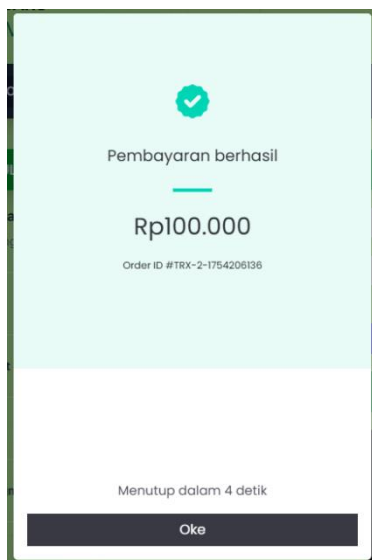 Pembayaran berhasil
Rp100.000
Order ID #TRX-2-1754206136
Menutup dalam 4 detik
Oke